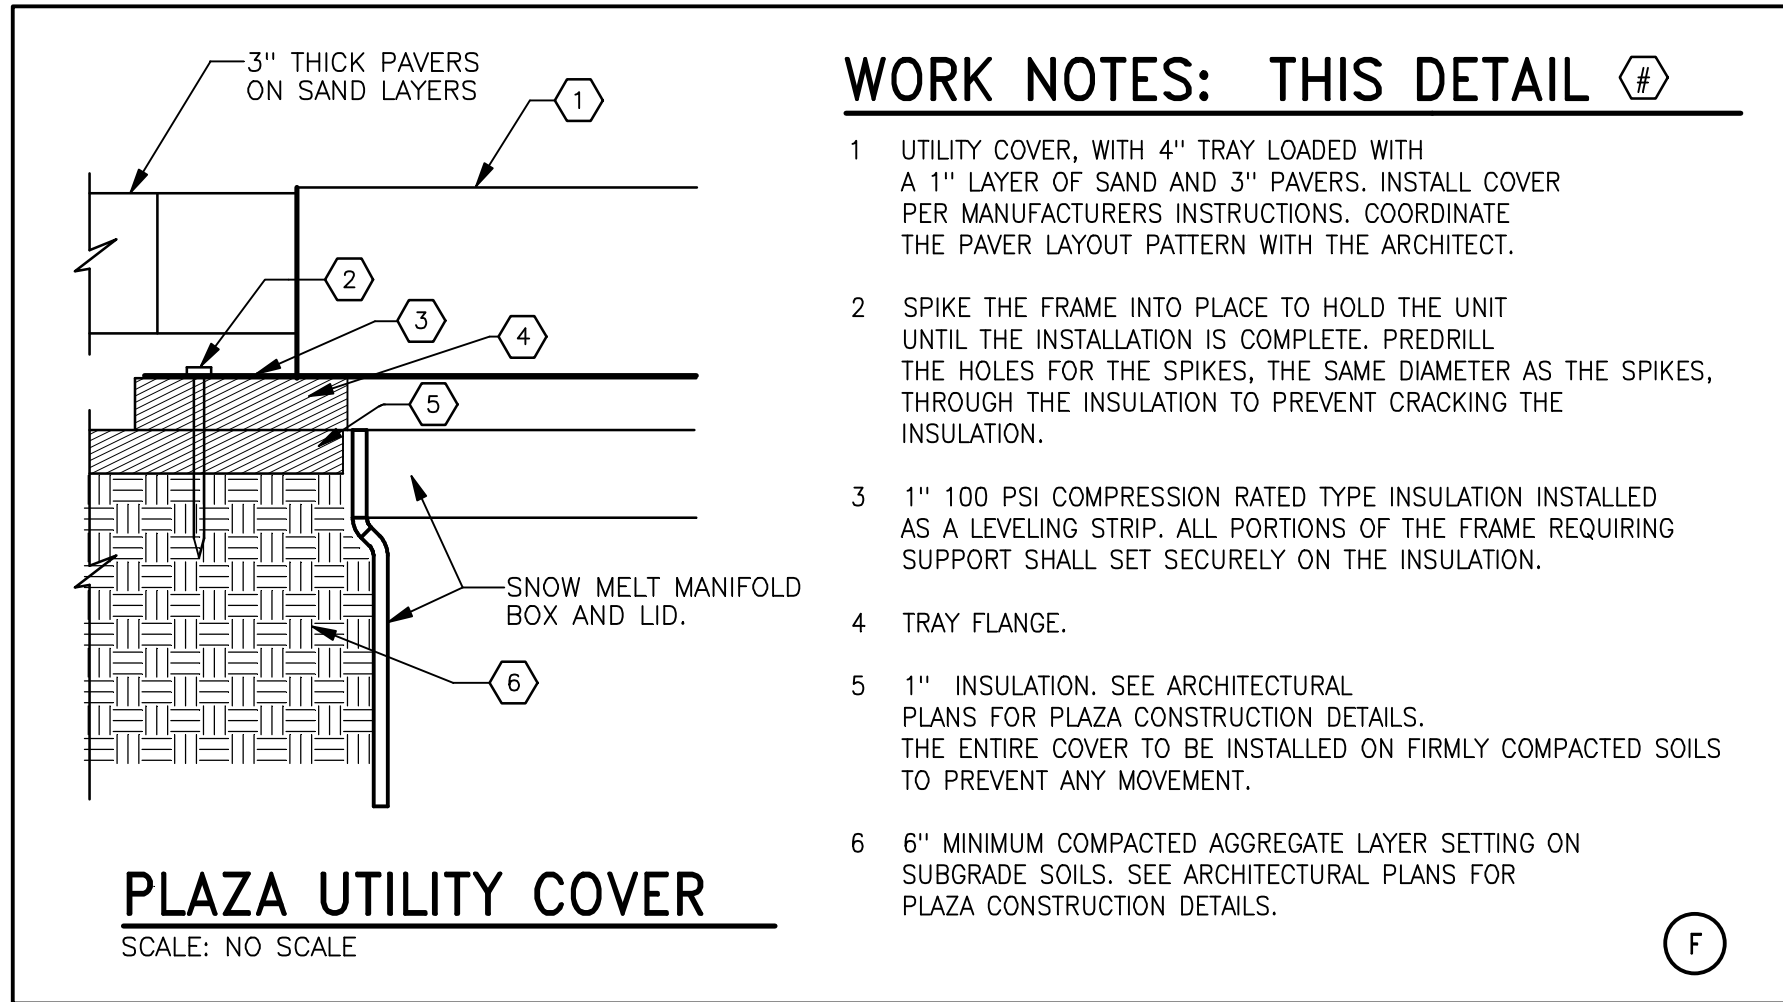 3" THICK PAVERS
ON SAND LAYERS
1
2
3
4
5
SNOW MELT MANIFOLD
BOX AND LID.
6
PLAZA UTILITY COVER
SCALE: NO SCALE
WORK NOTES: THIS DETAIL #
1 UTILITY COVER, WITH 4" TRAY LOADED WITH
A 1" LAYER OF SAND AND 3" PAVERS. INSTALL COVER
PER MANUFACTURERS INSTRUCTIONS. COORDINATE
THE PAVER LAYOUT PATTERN WITH THE ARCHITECT.
2 SPIKE THE FRAME INTO PLACE TO HOLD THE UNIT
UNTIL THE INSTALLATION IS COMPLETE. PREDRILL
THE HOLES FOR THE SPIKES, THE SAME DIAMETER AS THE SPIKES,
THROUGH THE INSULATION TO PREVENT CRACKING THE
INSULATION.
3 1" 100 PSI COMPRESSION RATED TYPE INSULATION INSTALLED
AS A LEVELING STRIP. ALL PORTIONS OF THE FRAME REQUIRING
SUPPORT SHALL SET SECURELY ON THE INSULATION.
4 TRAY FLANGE.
5 1" INSULATION. SEE ARCHITECTURAL
PLANS FOR PLAZA CONSTRUCTION DETAILS.
THE ENTIRE COVER TO BE INSTALLED ON FIRMLY COMPACTED SOILS
TO PREVENT ANY MOVEMENT.
6 6" MINIMUM COMPACTED AGGREGATE LAYER SETTING ON
SUBGRADE SOILS. SEE ARCHITECTURAL PLANS FOR
PLAZA CONSTRUCTION DETAILS.
F